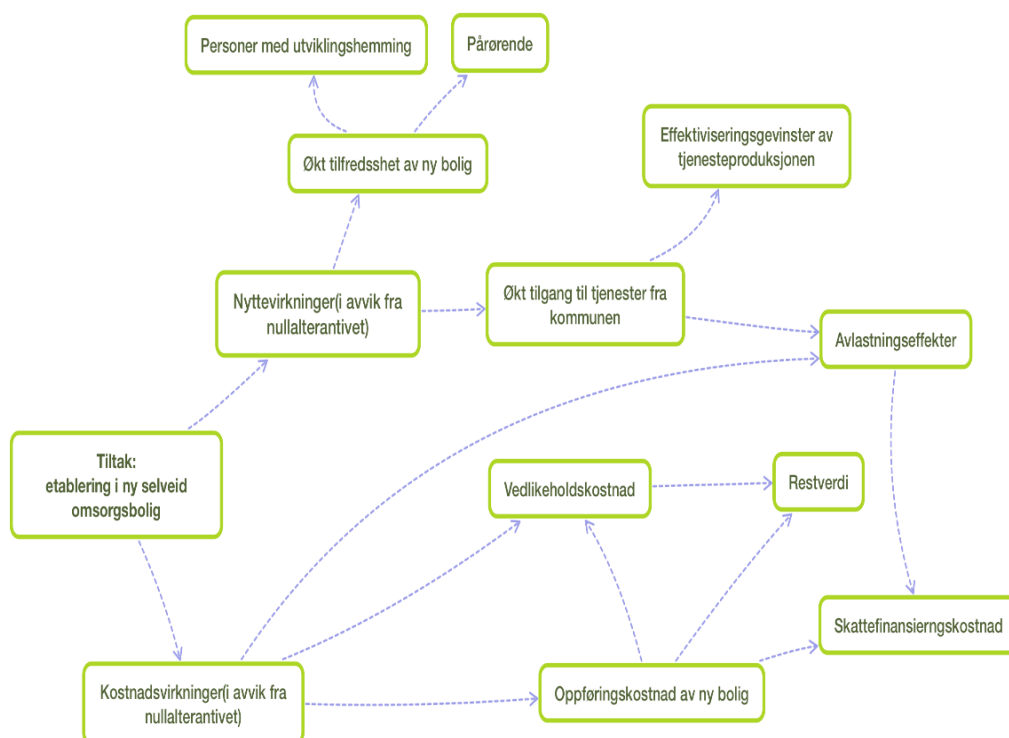 Personer med utviklingshemming
Pårørende
Økt tilfredsshet av ny bolig
Effektiviseringsgevinster av
tjenesteproduksjonen
Nyttevirkninger(i avvik fra
nullalterantivet)
Økt tilgang til tjenester fra
kommunen
Avlastningseffekter
Tiltak:
etablering i ny selveid
omsorgsbolig
Vedlikeholdskostnad
Restverdi
Skattefinansierngskostnad
Kostnadsvirkninger(i avvik fra
nullalterantivet)
Oppføringskostnad av ny bolig